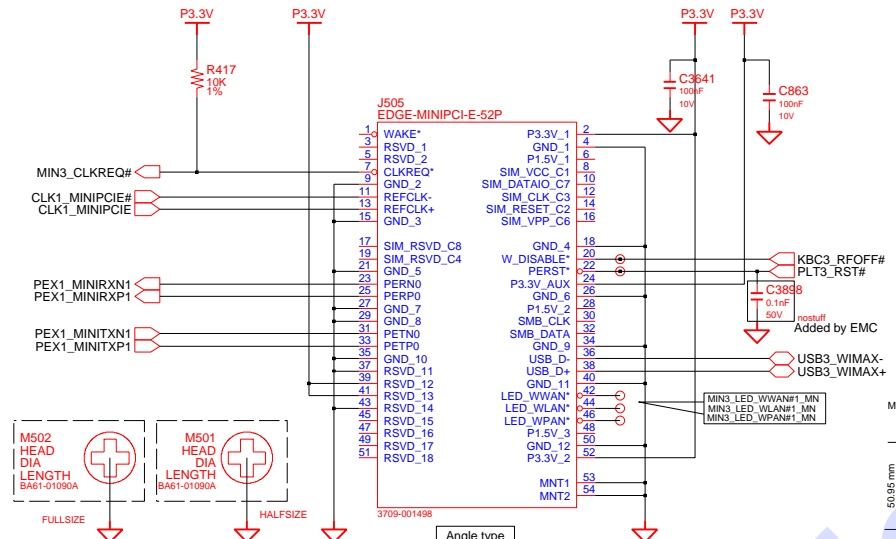 P3.3V
P3.3V
P3.3V
P3.3V
R417
10K
1%
C3641
100nF
10V
C863
100nF
10V
J505
EDGE-MINIPCI-E-52P
1 WAKE* P3.3V_1 2
3 RSVD_1 GND_1 4
5 RSVD_2 P1.5V_1 6
MIN3_CLKREQ# 7 CLKREQ* SIM_VCC_C1 8
9 GND_2 SIM_DATAIO_C7 10
CLK1_MINIPCIE# 11 REFCLK- SIM_CLK_C3 12
CLK1_MINIPCIE 13 REFCLK+ SIM_RESET_C2 14
15 GND_3 SIM_VPP_C6 16
17 SIM_RSVD_C8 GND_4 18
19 SIM_RSVD_C4 W_DISABLE* 20 KBC3_RFOFF#
21 GND_5 PERST* 22 PLT3_RST#
PEX1_MINIRXN1 23 PERN0 P3.3V_AUX 24
PEX1_MINIRXP1 25 PERP0 GND_6 26
27 GND_7 P1.5V_2 28
29 GND_8 SMB_CLK 30
PEX1_MINITXN1 31 PETN0 SMB_DATA 32
PEX1_MINITXP1 33 PETP0 GND_9 34
35 GND_10 USB_D- 36 USB3_WIMAX-
37 RSVD_11 USB_D+ 38 USB3_WIMAX+
39 RSVD_12 GND_11 40
41 RSVD_13 LED_WWAN* 42
43 RSVD_14 LED_WLAN* 44
45 RSVD_15 LED_WPAN* 46
47 RSVD_16 P1.5V_3 48
49 RSVD_17 GND_12 50
51 RSVD_18 P3.3V_2 52
MNT1 53
MNT2 54
3709-001498
Angle type
C3898
0.1nF
50V
nostuff
Added by EMC
MIN3_LED_WWAN#1_MN
MIN3_LED_WLAN#1_MN
MIN3_LED_WPAN#1_MN
M502
HEAD
DIA
LENGTH
BA61-01090A
FULLSIZE
M501
HEAD
DIA
LENGTH
BA61-01090A
HALFSIZE
M
50.95 mm